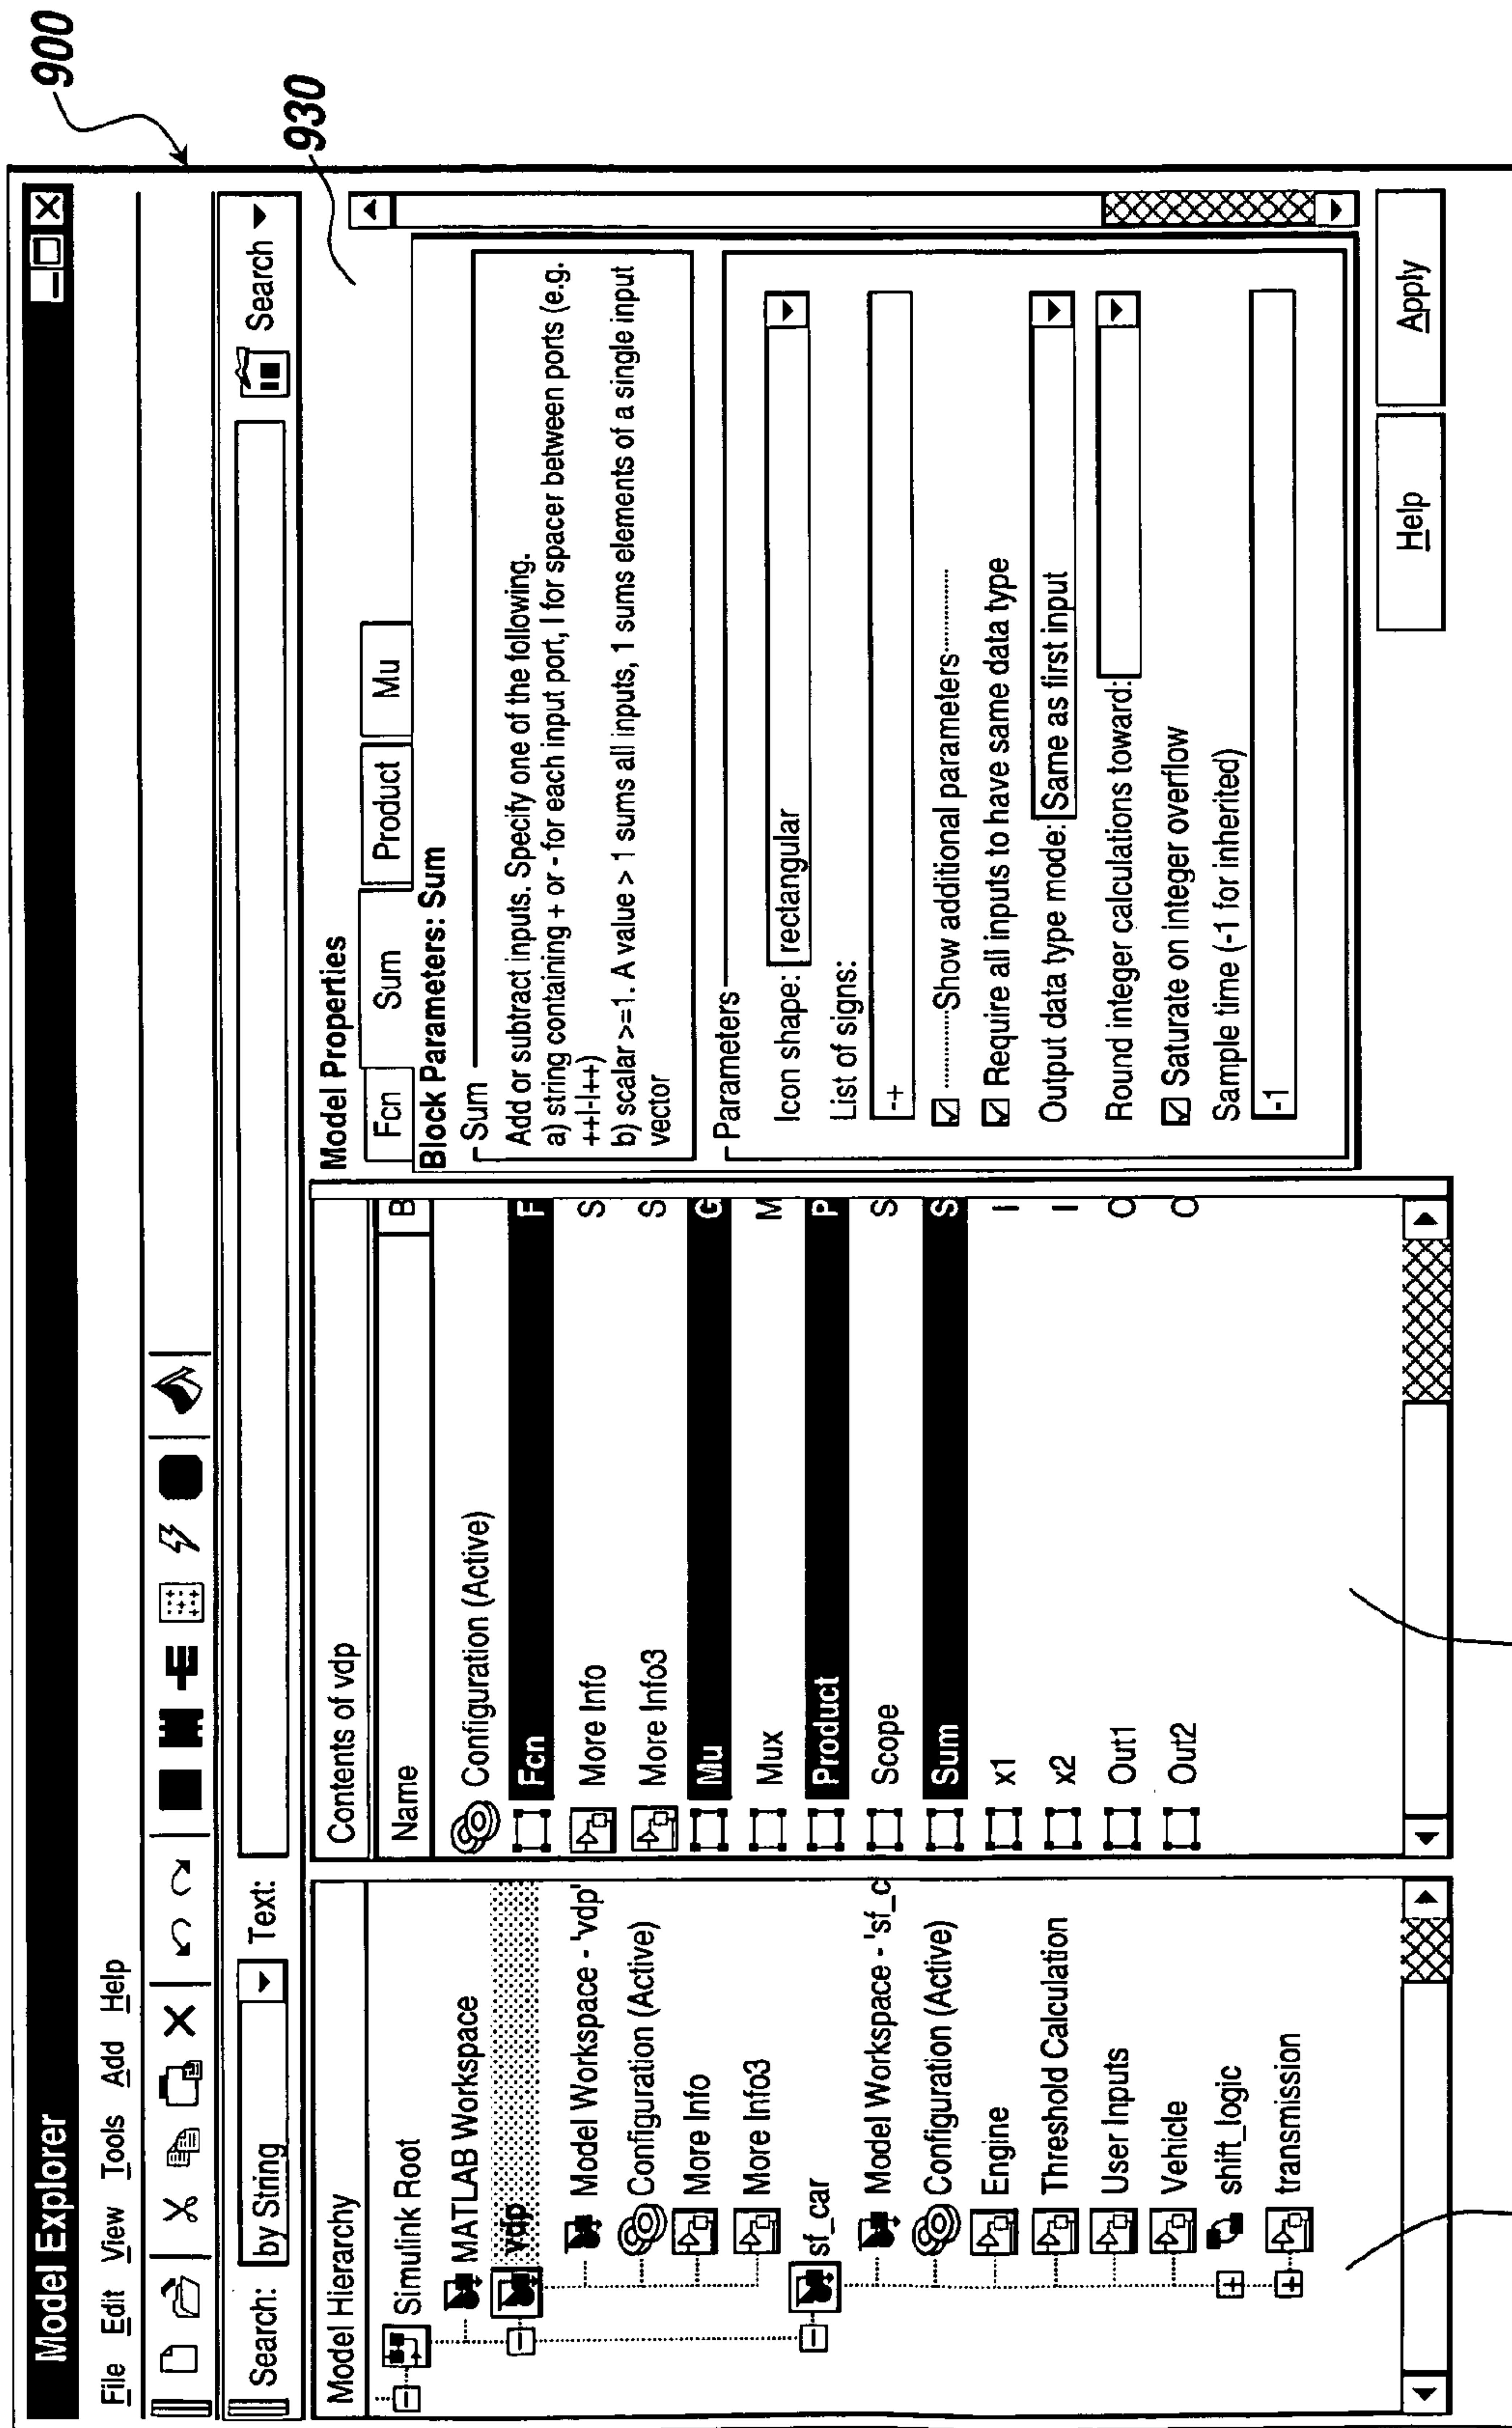 900
Model Explorer
File Edit View Tools Add Help
Search: by String Text: Search
930
Model Hierarchy
Simulink Root
MATLAB Workspace
vdp
Model Workspace - 'vdp'
Configuration (Active)
More Info
More Info3
sf_car
Model Workspace - 'sf_c
Configuration (Active)
Engine
Threshold Calculation
User Inputs
Vehicle
shift_logic
transmission
Contents of vdp
Name B
Configuration (Active)
Fcn F
More Info S
More Info3 S
Mu G
Mux M
Product P
Scope S
Sum S
x1 I
x2 I
Out1 O
Out2 O
Model Properties
Fcn Sum Product Mu
Block Parameters: Sum
Sum
Add or subtract inputs. Specify one of the following.
a) string containing + or - for each input port, I for spacer between ports (e.g.
++I-I++)
b) scalar >=1. A value > 1 sums all inputs, 1 sums elements of a single input
vector
Parameters
Icon shape: rectangular
List of signs:
-+
Show additional parameters
Require all inputs to have same data type
Output data type mode: Same as first input
Round integer calculations toward:
Saturate on integer overflow
Sample time (-1 for inherited)
-1
Help Apply